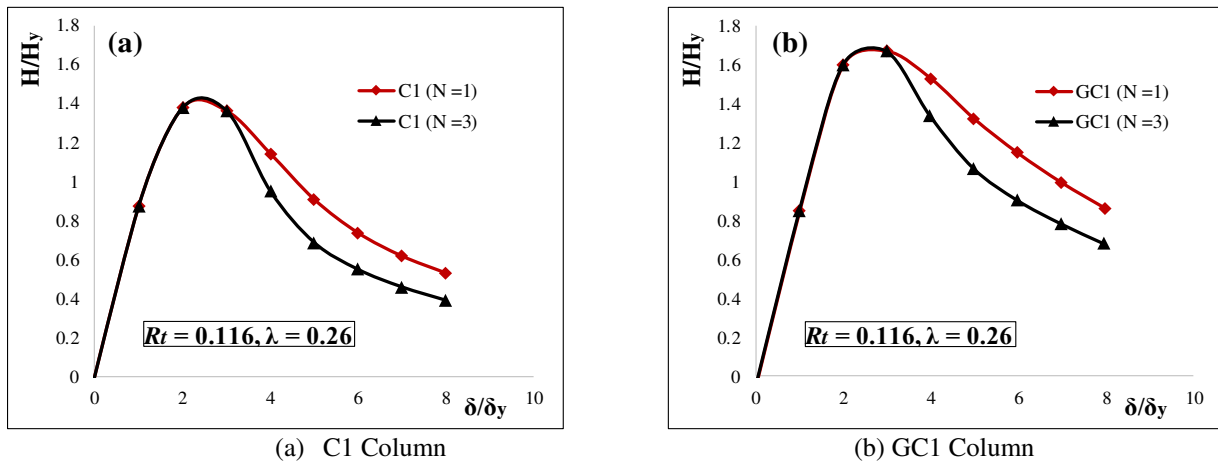 (a)
H/Hy
1.8
1.6
1.4
1.2
1
0.8
0.6
0.4
0.2
0
C1 (N =1)
C1 (N =3)
Rt = 0.116, λ = 0.26
0 2 4 6 8 10
δ/δy
(a) C1 Column
(b)
H/Hy
1.8
1.6
1.4
1.2
1
0.8
0.6
0.4
0.2
0
GC1 (N =1)
GC1 (N =3)
Rt = 0.116, λ = 0.26
0 2 4 6 8 10
δ/δy
(b) GC1 Column